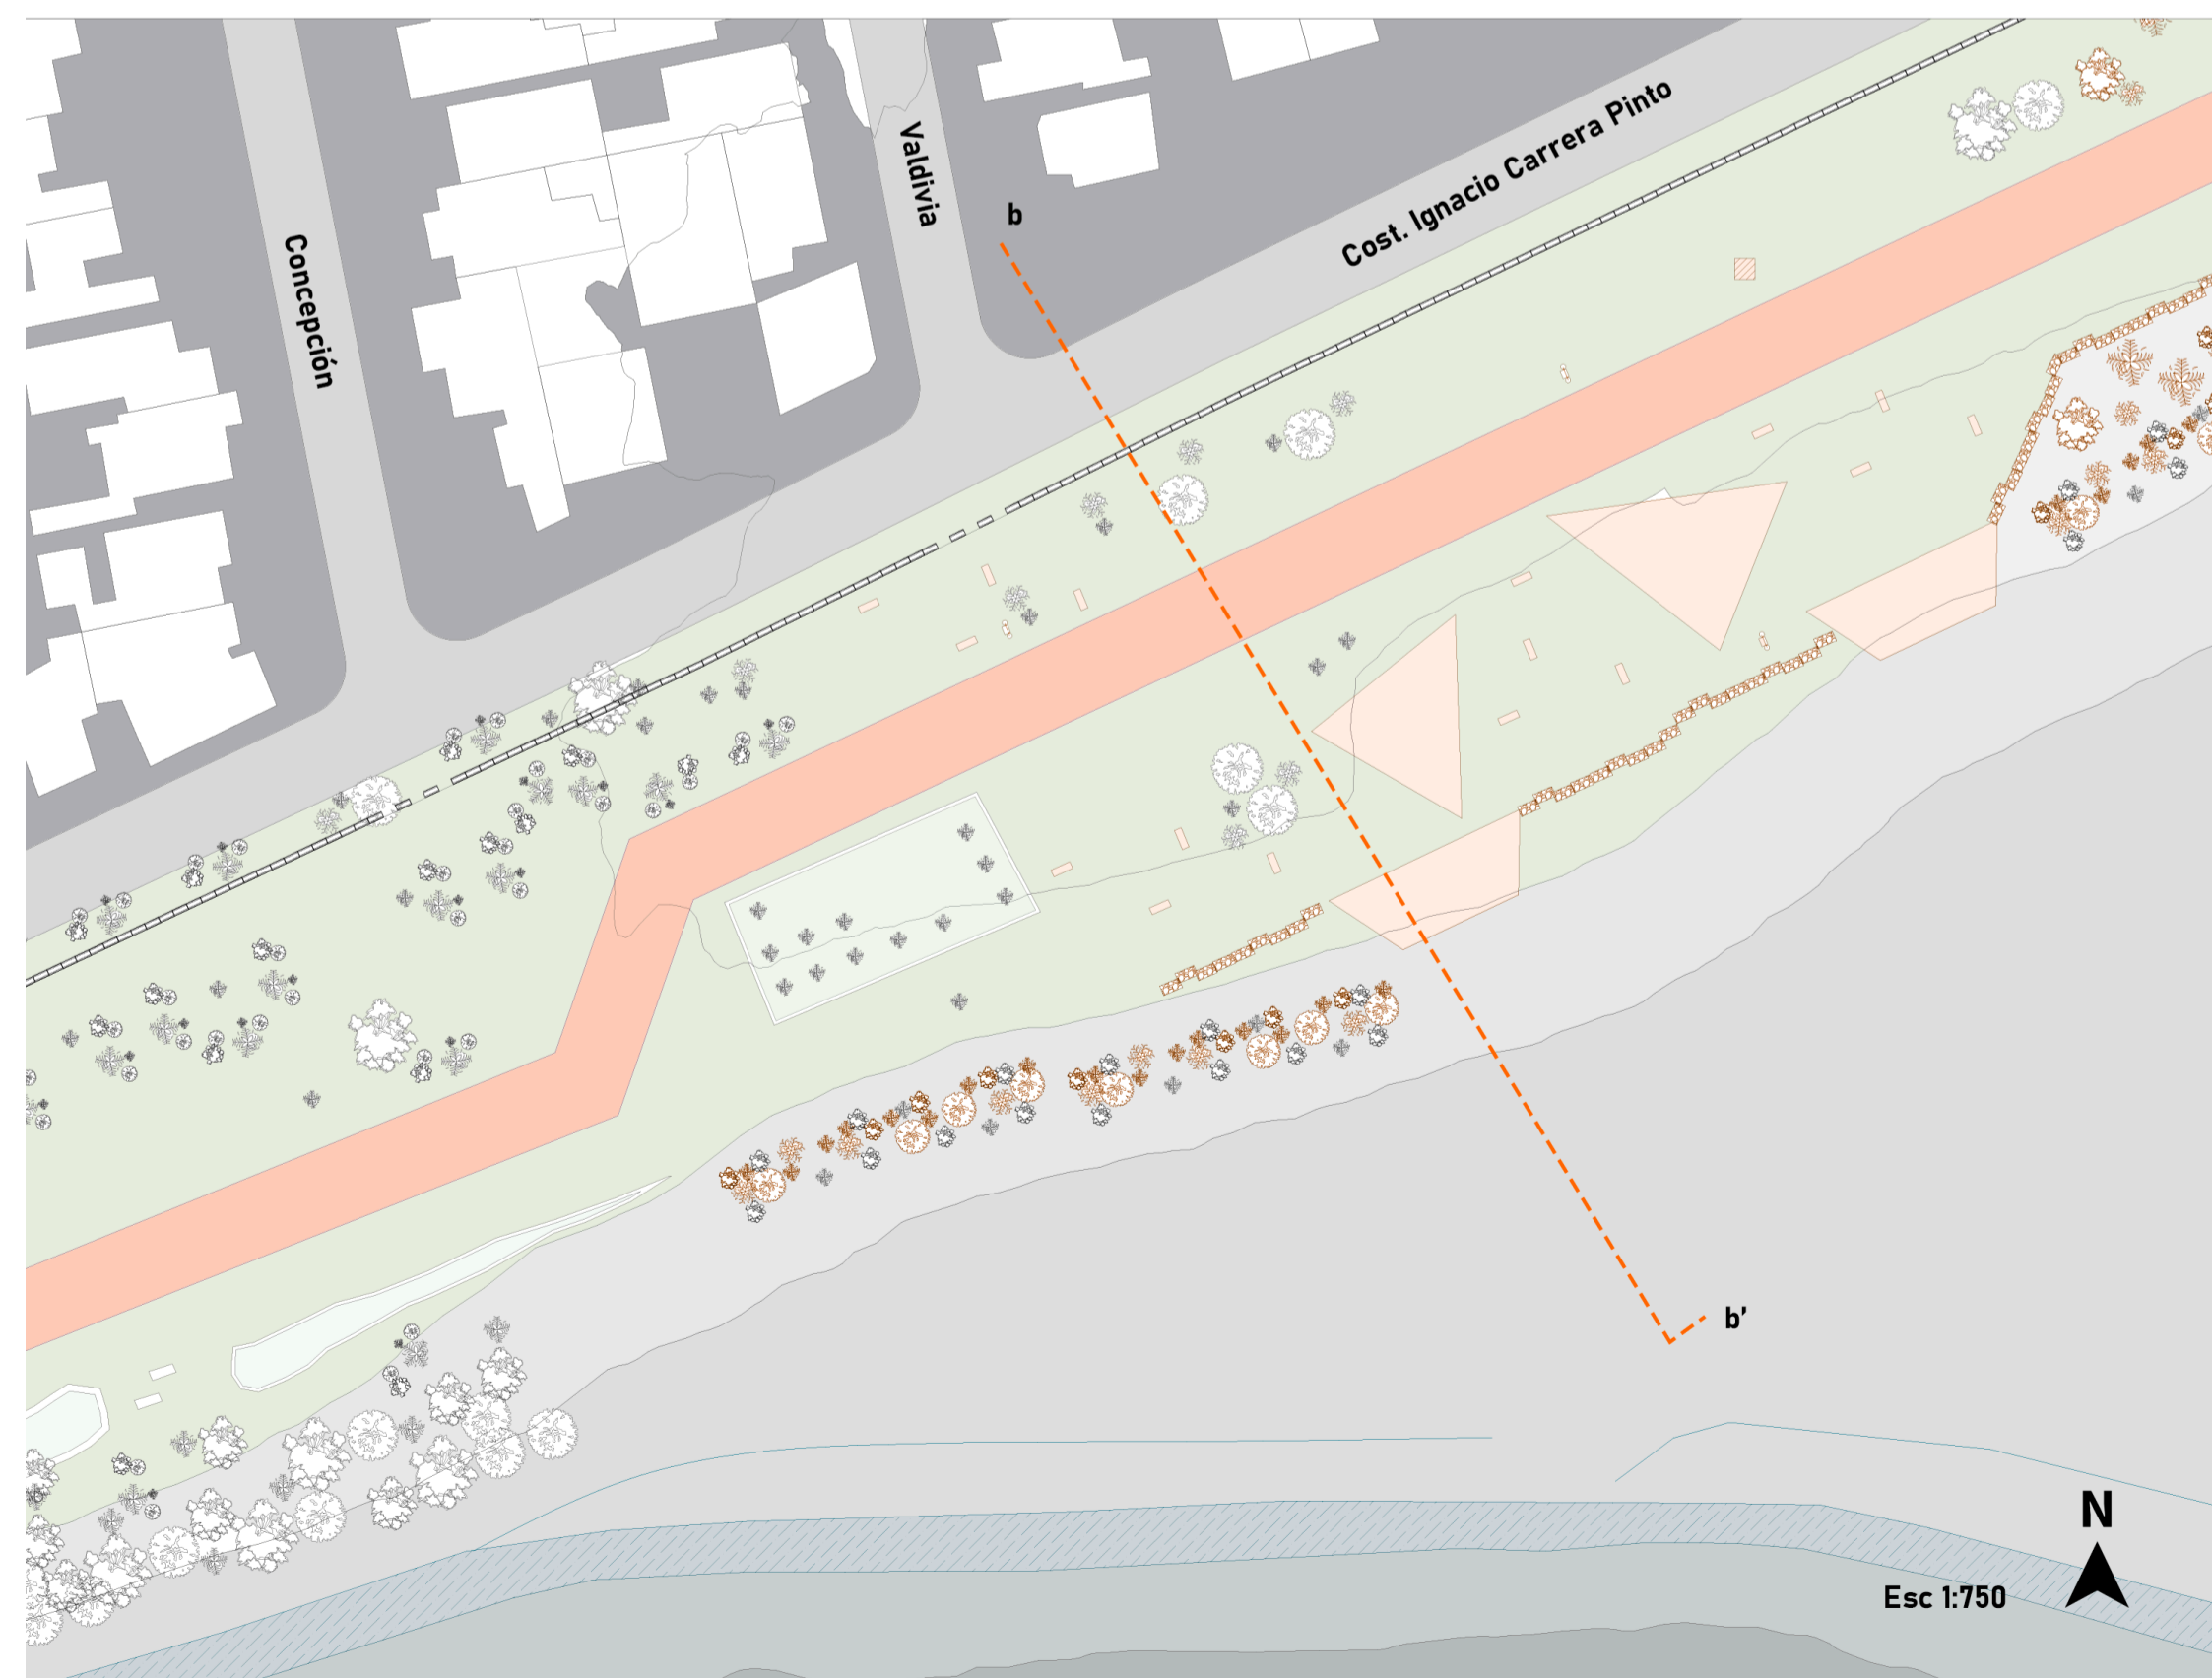 Cost. Ignacio Carrera Pinto
Valdivia
b
Concepción
b'
N
Esc 1:750